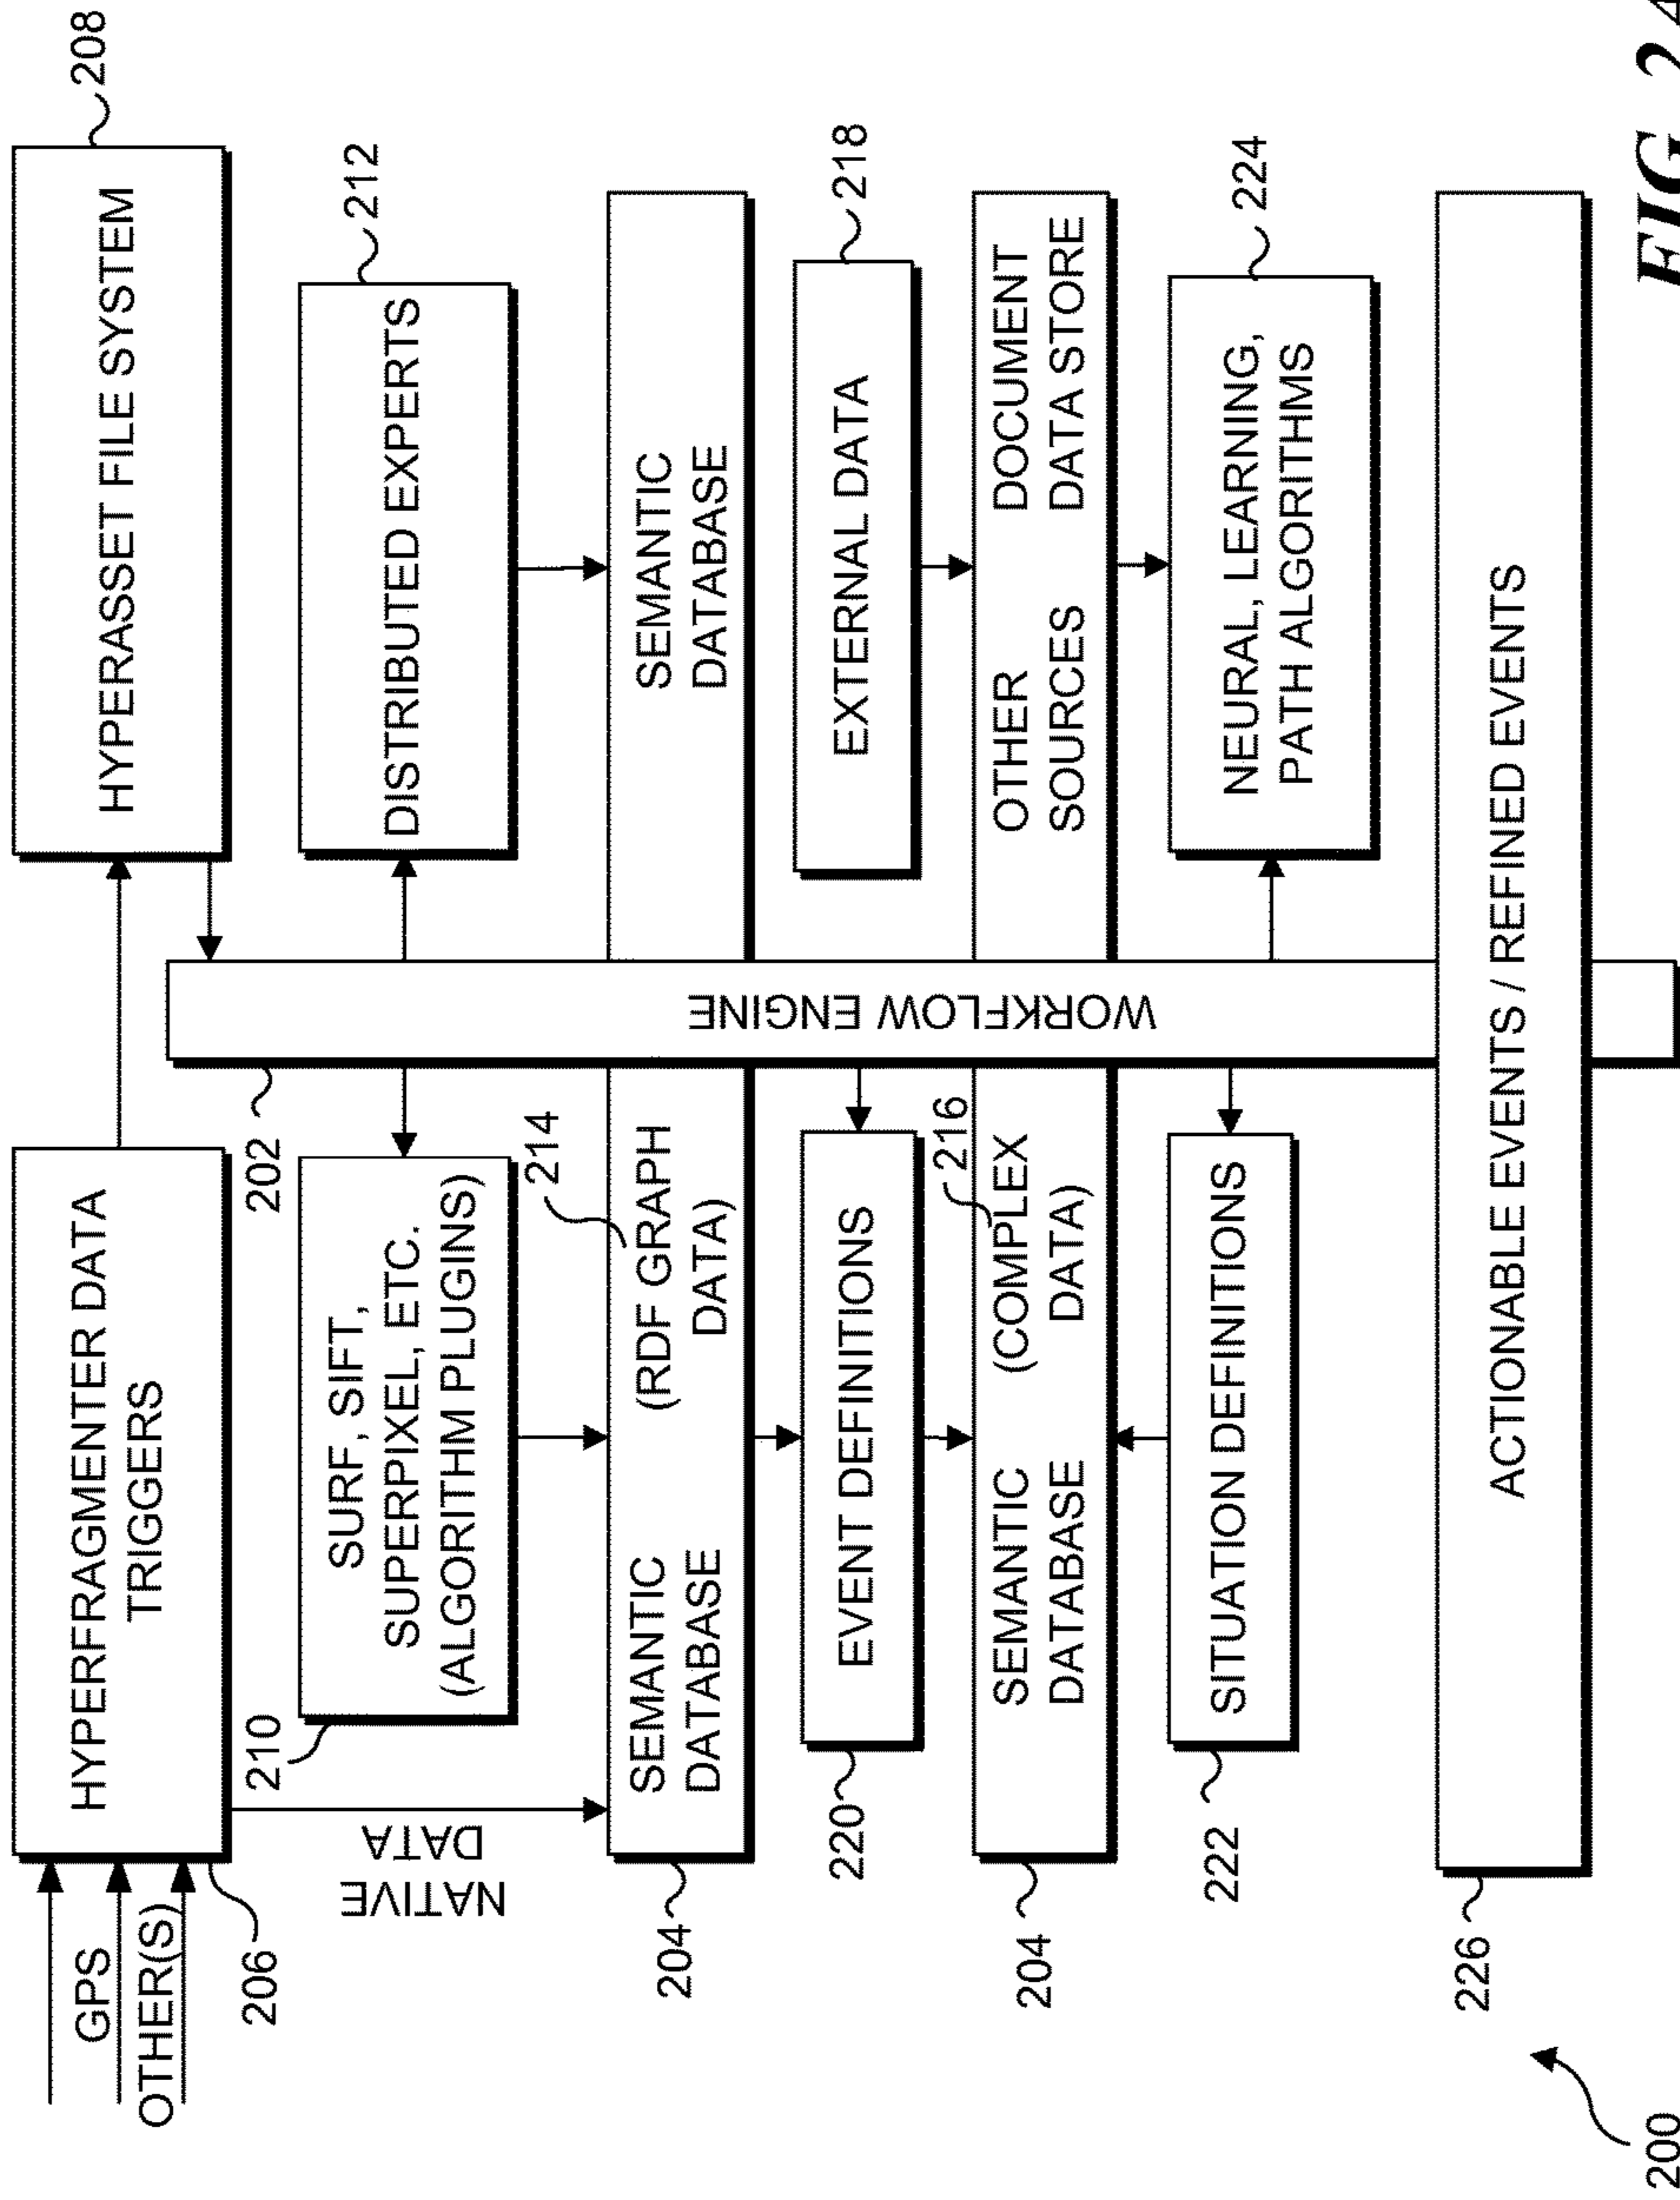 GPS
OTHER(S)
206
HYPERFRAGMENTER DATA
TRIGGERS
HYPERASSET FILE SYSTEM
208
NATIVE
DATA
210
SURF, SIFT,
SUPERPIXEL, ETC.
(ALGORITHM PLUGINS)
202
WORKFLOW ENGINE
DISTRIBUTED EXPERTS
212
204
SEMANTIC
DATABASE
214
(RDF GRAPH
DATA)
SEMANTIC
DATABASE
220
EVENT DEFINITIONS
EXTERNAL DATA
218
204
SEMANTIC
DATABASE
216
(COMPLEX
DATA)
OTHER
SOURCES
DOCUMENT
DATA STORE
222
SITUATION DEFINITIONS
NEURAL, LEARNING,
PATH ALGORITHMS
224
226
ACTIONABLE EVENTS / REFINED EVENTS
200
FIG. 2A